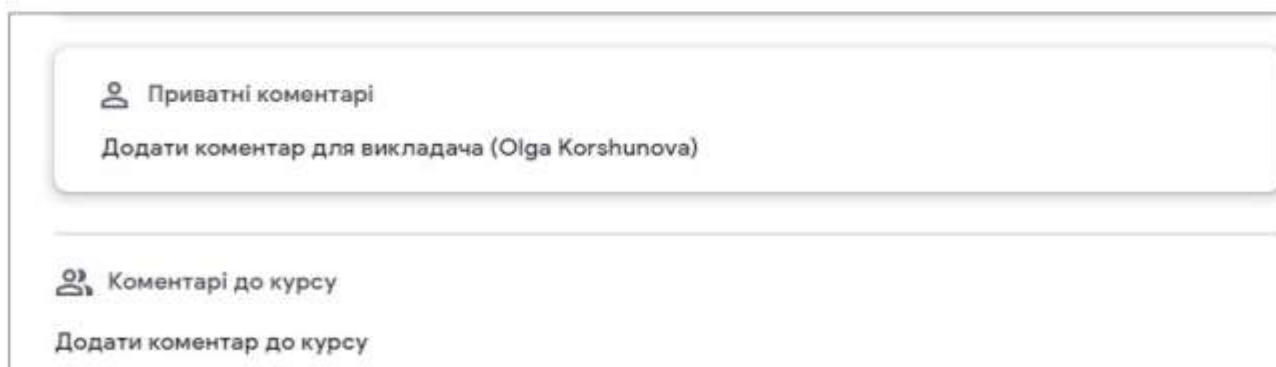 Приватні коментарі
Додати коментар для викладача (Olga Korshunova)
Коментарі до курсу
Додати коментар до курсу